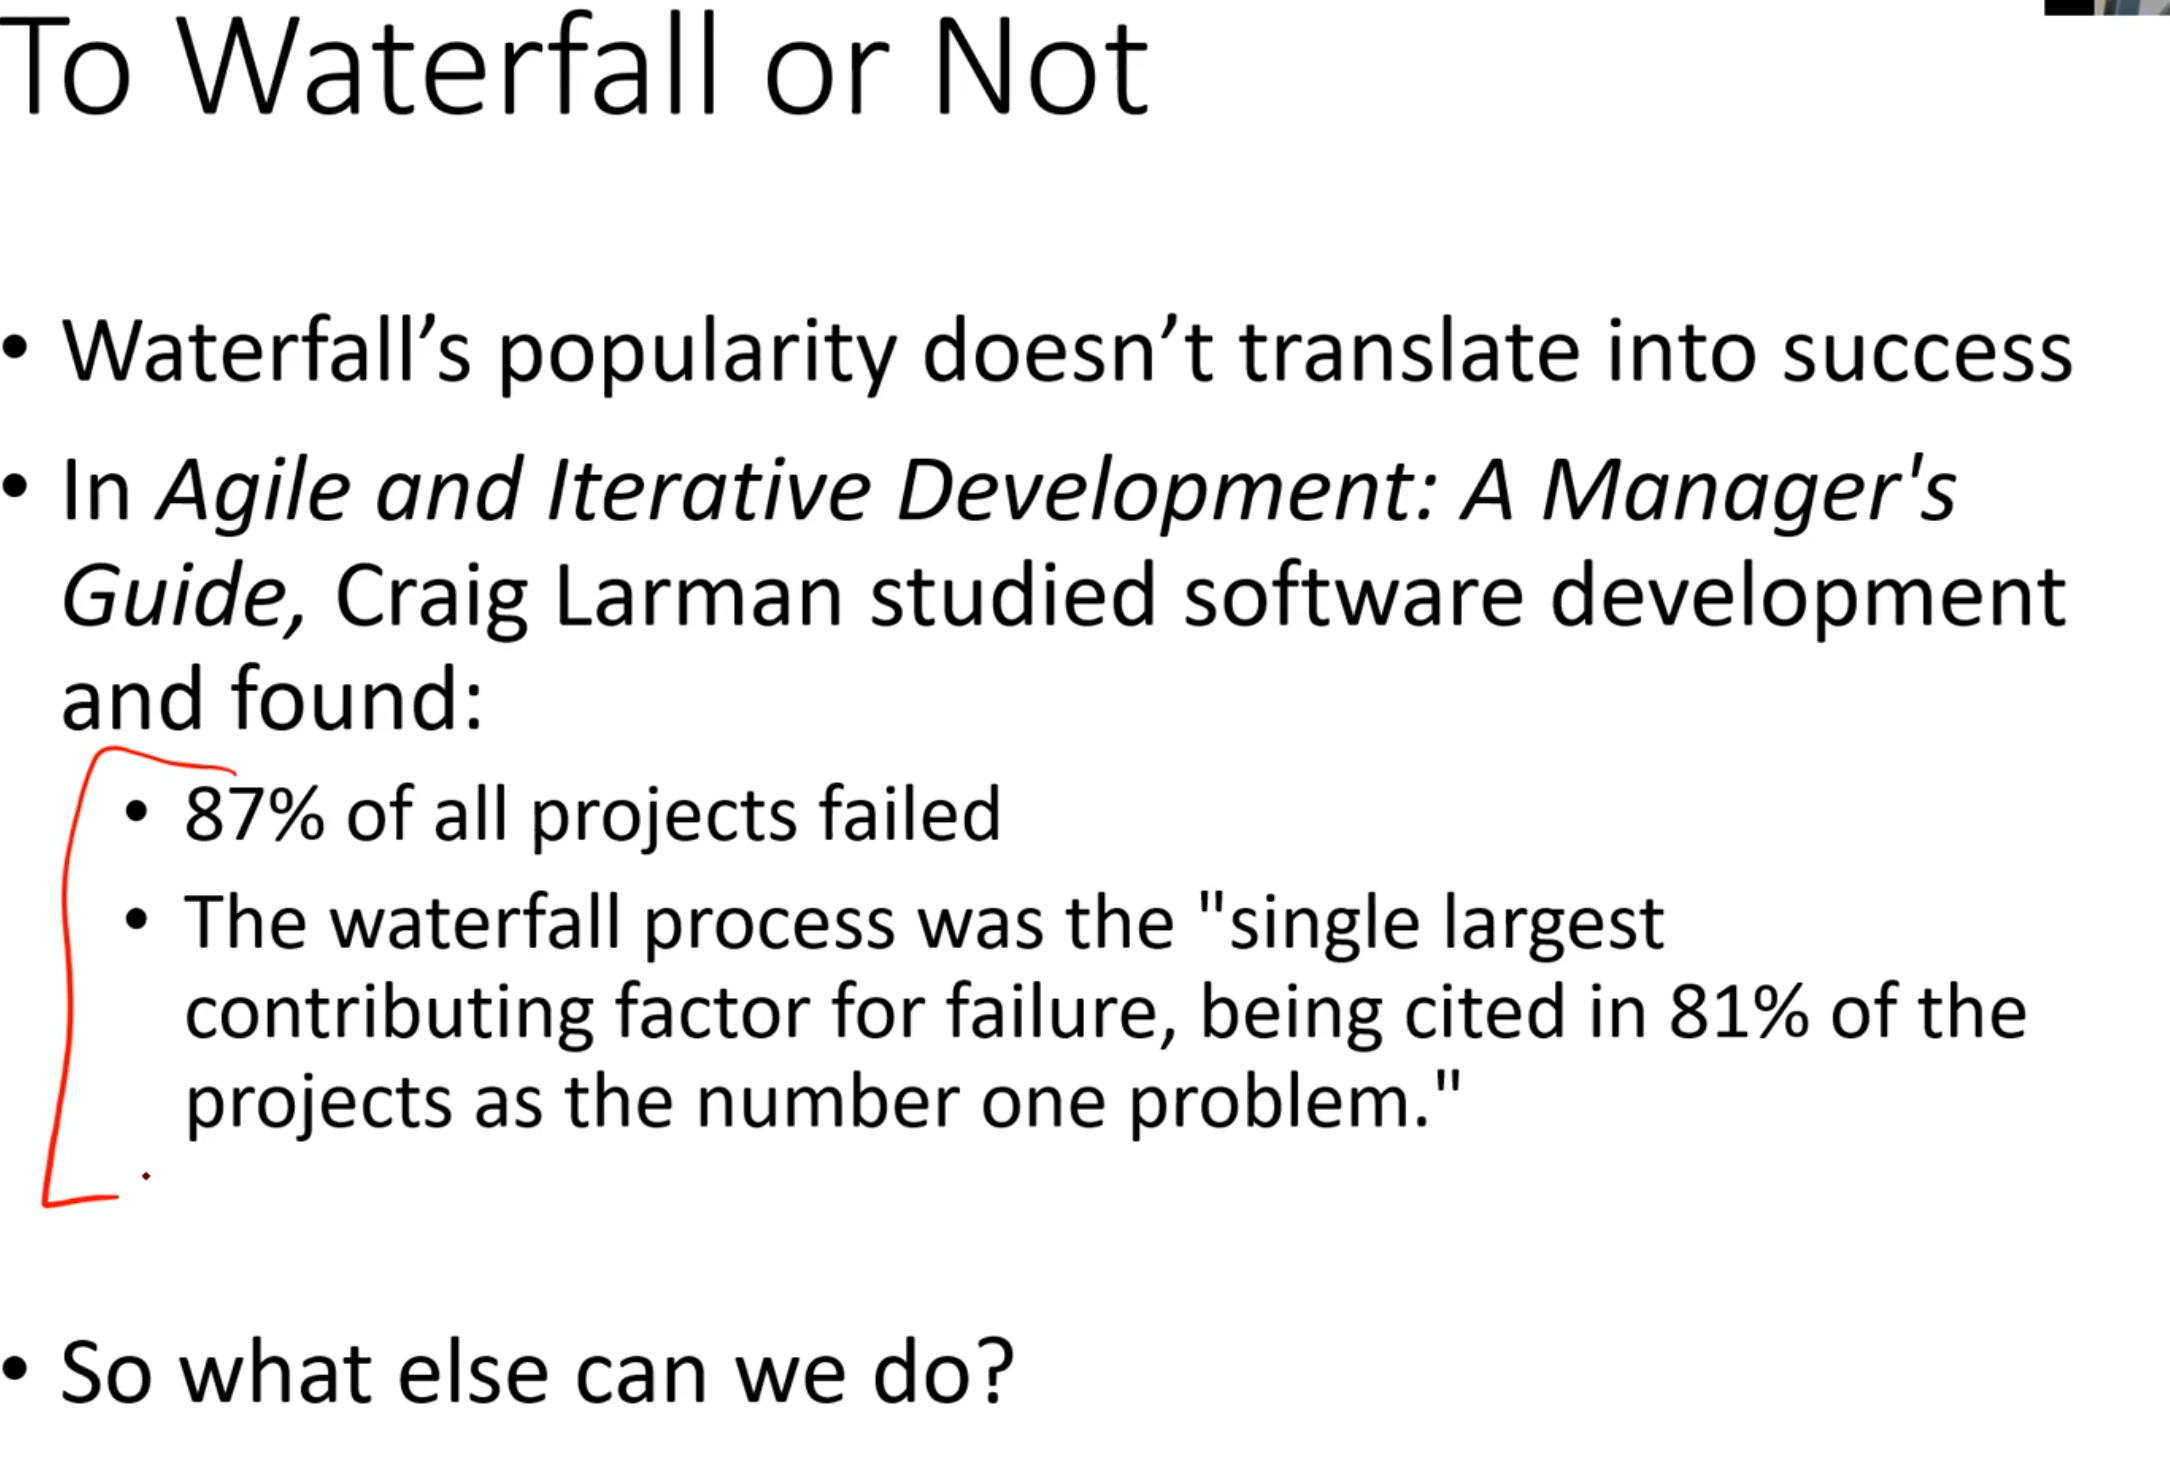 To Waterfall or Not
• Waterfall’s popularity doesn’t translate into success
• In Agile and Iterative Development: A Manager's
Guide, Craig Larman studied software development
and found:
• 87% of all projects failed
• The waterfall process was the "single largest
contributing factor for failure, being cited in 81% of the
projects as the number one problem."
• So what else can we do?